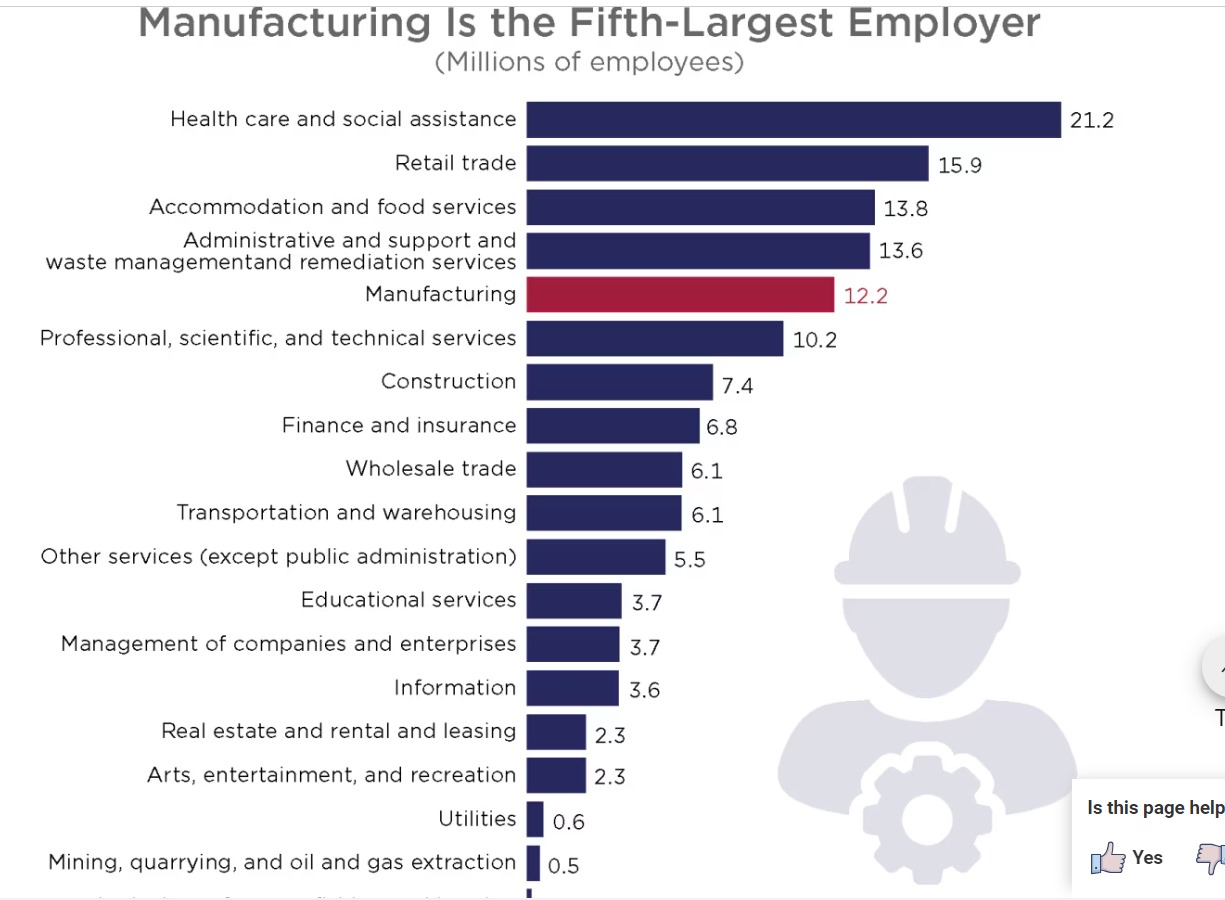 Manufacturing Is the Fifth-Largest Employer
(Millions of employees)
Health care and social assistance 21.2
Retail trade 15.9
Accommodation and food services 13.8
Administrative and support and
waste managementand remediation services 13.6
Manufacturing 12.2
Professional, scientific, and technical services 10.2
Construction 7.4
Finance and insurance 6.8
Wholesale trade 6.1
Transportation and warehousing 6.1
Other services (except public administration) 5.5
Educational services 3.7
Management of companies and enterprises 3.7
Information 3.6
Real estate and rental and leasing 2.3
Arts, entertainment, and recreation 2.3
Utilities 0.6
Mining, quarrying, and oil and gas extraction 0.5
T
Is this page help
Yes